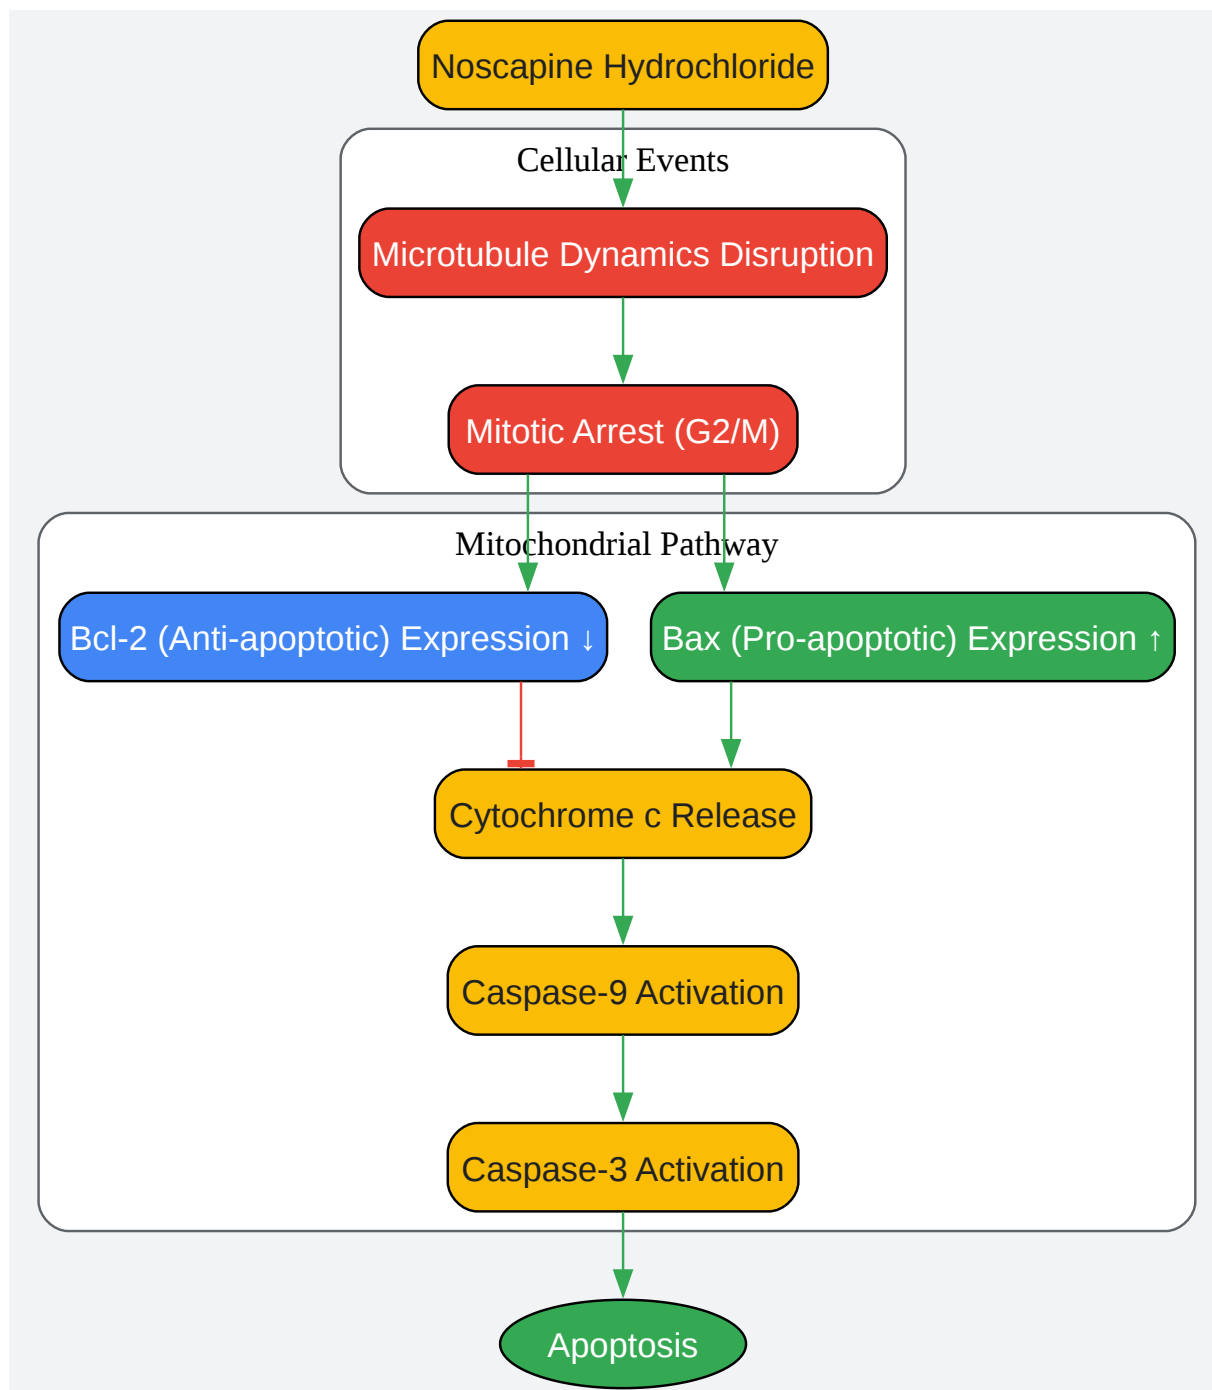 Noscapine Hydrochloride
Cellular Events
Microtubule Dynamics Disruption
Mitotic Arrest (G2/M)
Mitochondrial Pathway
Bcl-2 (Anti-apoptotic) Expression ↓
Bax (Pro-apoptotic) Expression ↑
Cytochrome c Release
Caspase-9 Activation
Caspase-3 Activation
Apoptosis